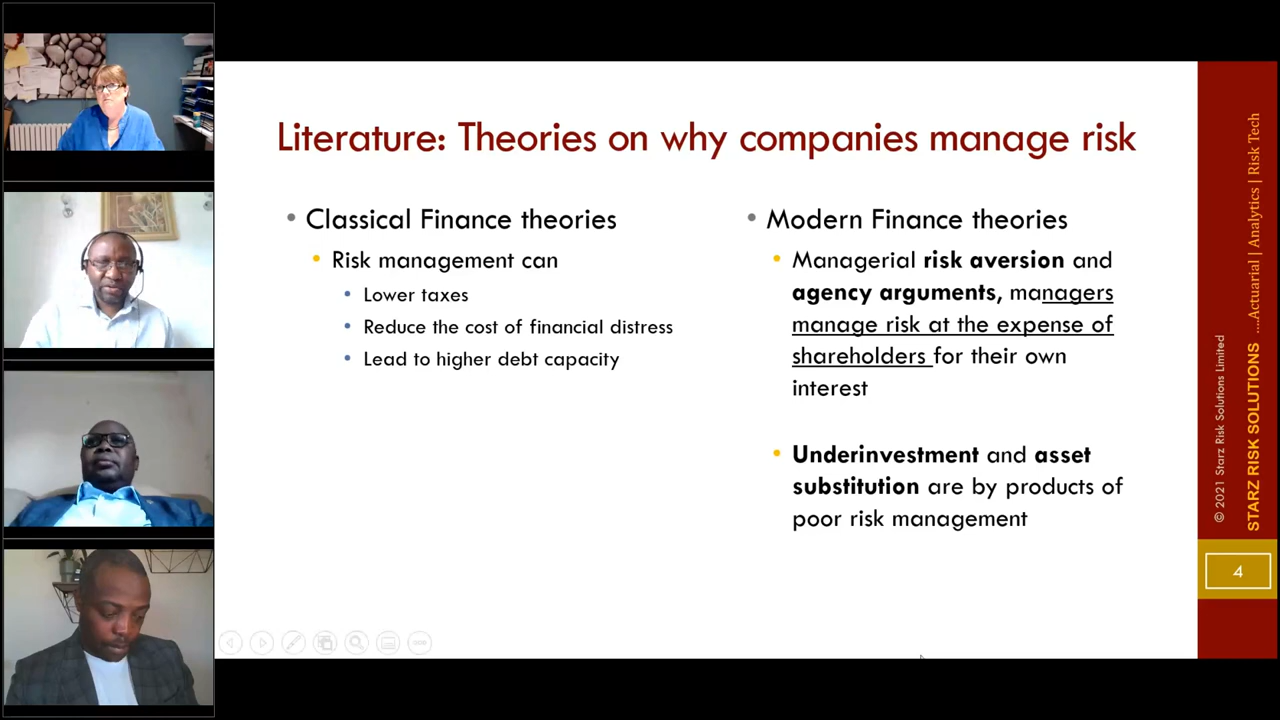 Literature: Theories on why companies manage risk
Classical Finance theories
Risk management can
Lower taxes
Reduce the cost of financial distress
Lead to higher debt capacity
Modern Finance theories
Managerial risk aversion and
agency arguments, managers
manage risk at the expense of
shareholders for their own
interest
Underinvestment and asset
substitution are by products of
poor risk management
© 2021 Starz Risk Solutions Limited
STARZ RISK SOLUTIONS ....Actuarial | Analytics | Risk Tech
4